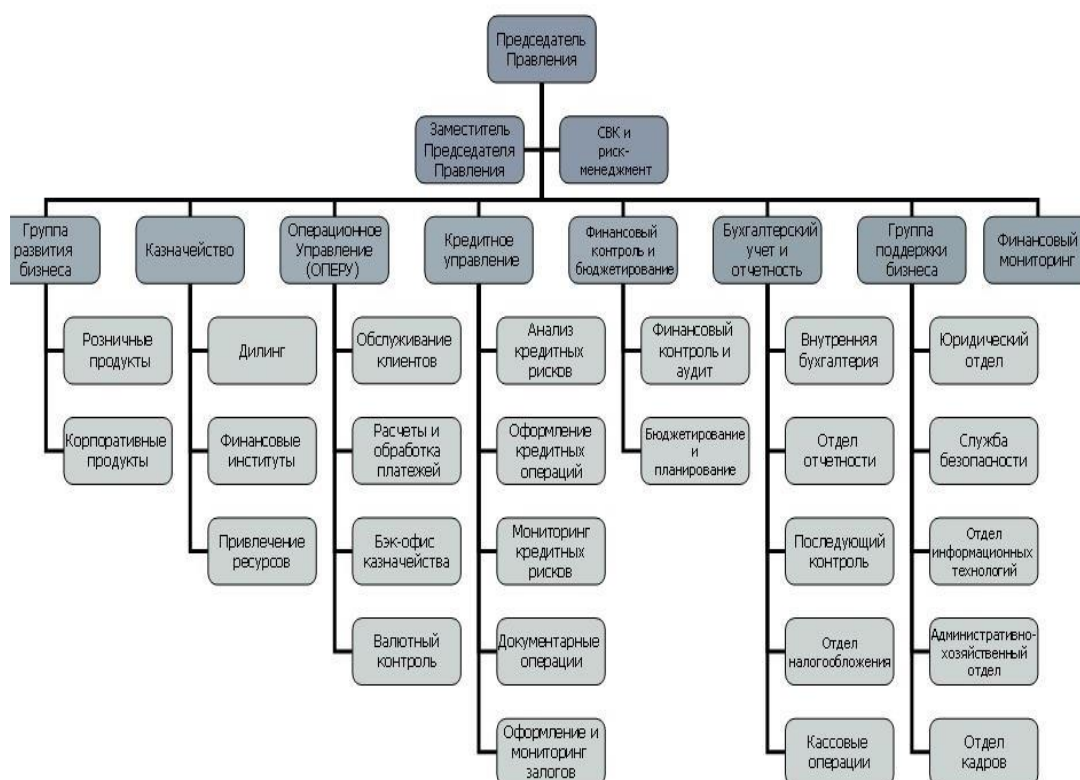 Председатель
Правления
Заместитель
Председателя
Правления
СВК и
риск-
менеджмент
Группа
развития
бизнеса
Казначейство
Операционное
Управление
(ОПЕРУ)
Кредитное
управление
Финансовый
контроль и
бюджетирование
Бухгалтерский
учет и
отчетность
Группа
поддержки
бизнеса
Финансовый
мониторинг
Розничные
продукты
Корпоративные
продукты
Дилинг
Финансовые
институты
Привлечение
ресурсов
Обслуживание
клиентов
Расчеты и
обработка
платежей
Бэк-офис
казначейства
Валютный
контроль
Анализ
кредитных
рисков
Оформление
кредитных
операций
Мониторинг
кредитных
рисков
Документарные
операции
Оформление и
мониторинг
залогов
Финансовый
контроль и
аудит
Бюджетирование
и
планирование
Внутренняя
бухгалтерия
Отдел
отчетности
Последующий
контроль
Отдел
налогообложения
Кассовые
операции
Юридический
отдел
Служба
безопасности
Отдел
информационных
технологий
Административно-
хозяйственный
отдел
Отдел
кадров